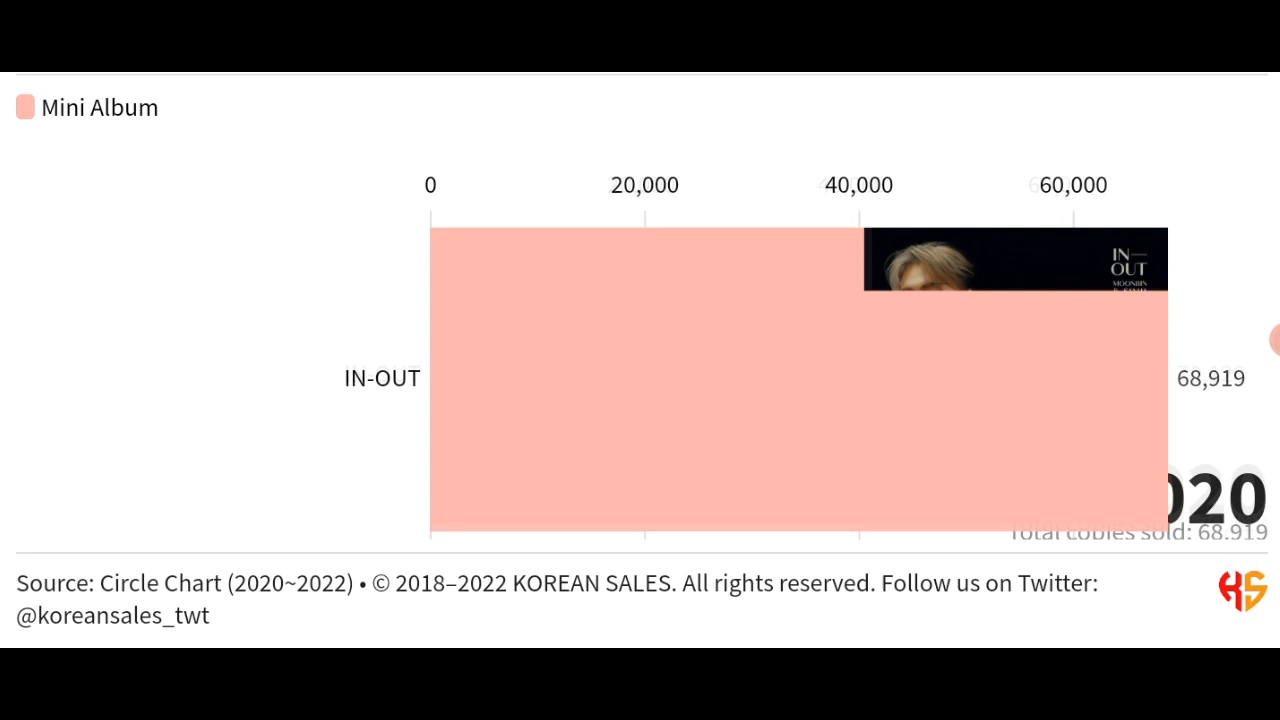 Mini Album
0 20,000 40,000 60,000
IN—
OUT
MOONBIN
IN-OUT 68,919
020
Total copies sold: 68,919
Source: Circle Chart (2020~2022) • © 2018–2022 KOREAN SALES. All rights reserved. Follow us on Twitter:
@koreansales_twt
KS